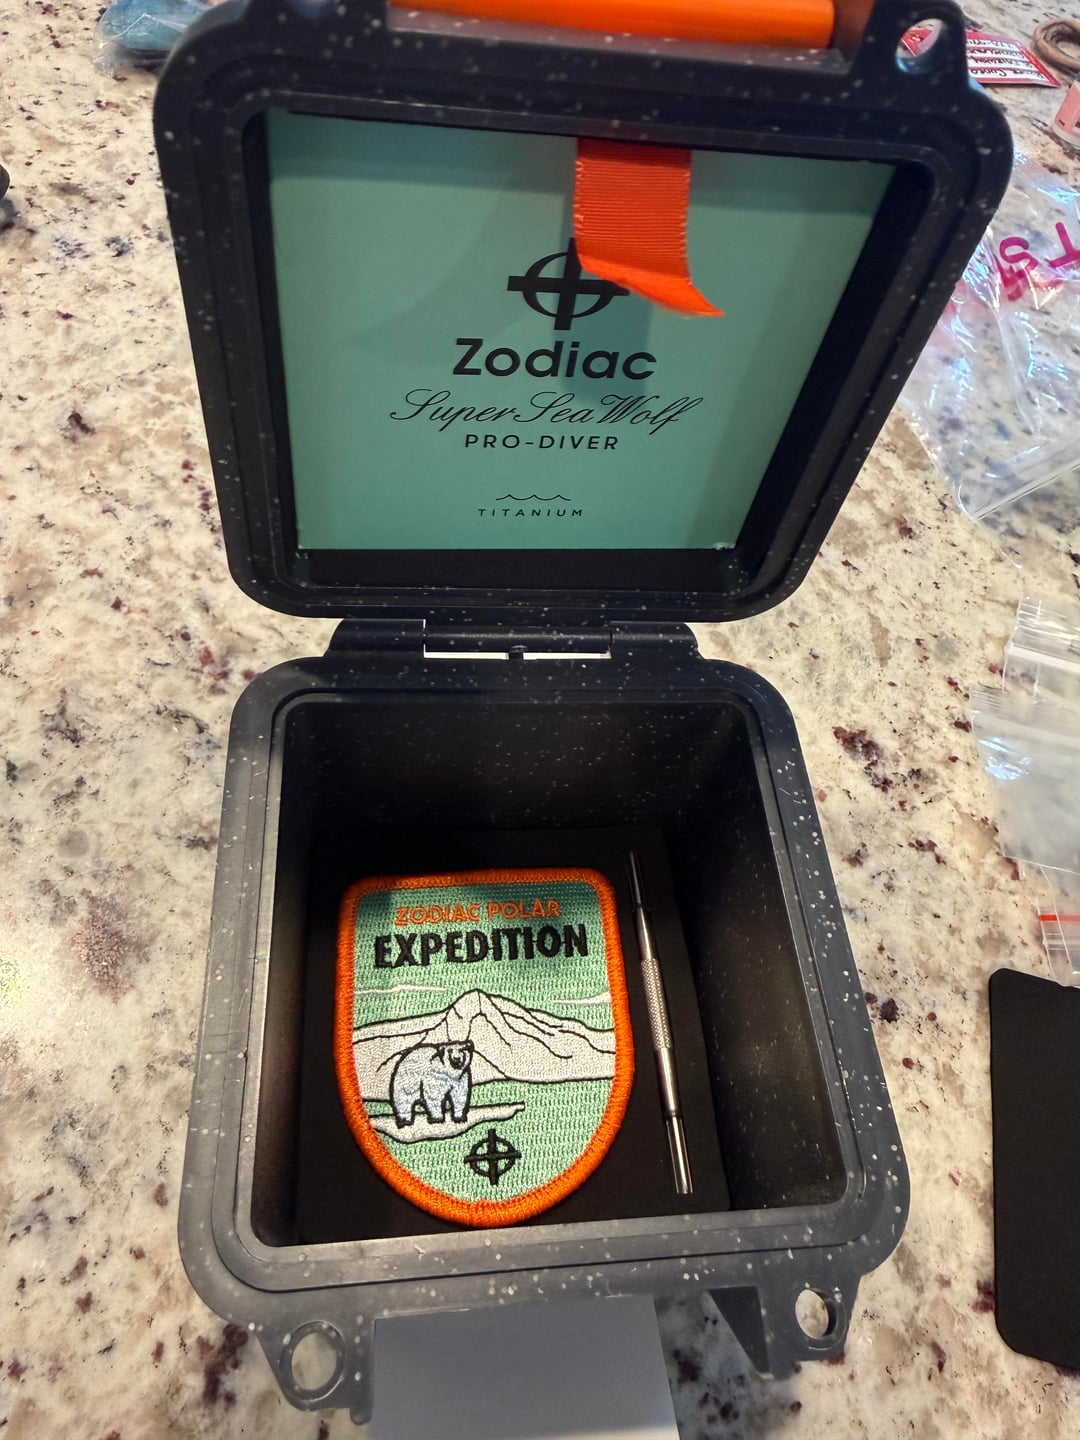 Zodiac
Super Sea Wolf
PRO-DIVER
TITANIUM
ZODIAC POLAR
EXPEDITION